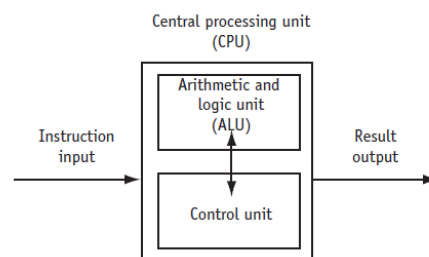 Central processing unit
(CPU)
Arithmetic and
logic unit
(ALU)
Instruction
input
Result
output
Control unit